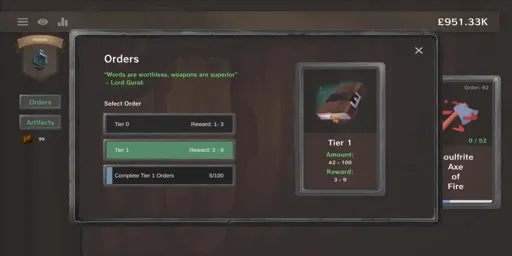 £951.33K
Orders
"Words are worthless, weapons are superior"
- Lord Gurak
Select Order
Tier 0 Reward: 1- 3
Tier 1 Reward: 3 - 9
Complete Tier 1 Orders 5/100
Tier 1
Amount:
42 - 100
Reward:
3 - 9
Orders
Artifacts
99
Order: 92
0 / 52
oulfrite
Axe
of
Fire